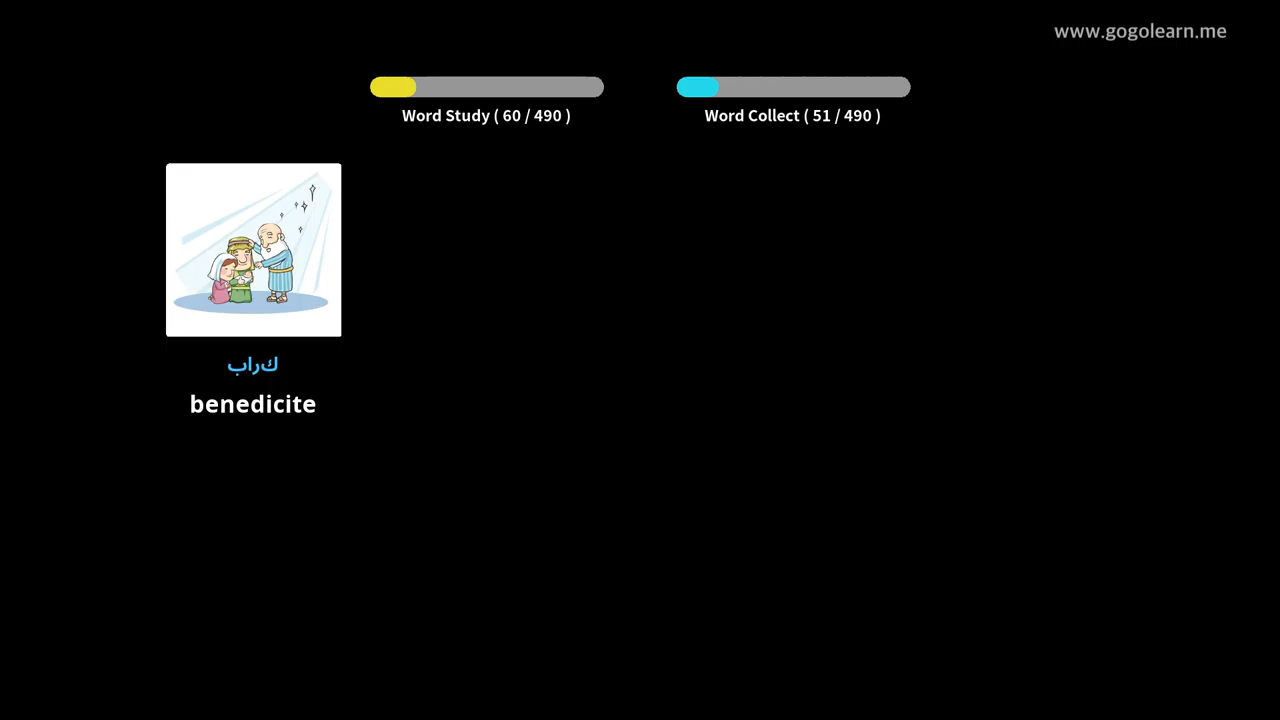 www.gogolearn.me
Word Study ( 60 / 490 )
Word Collect ( 51 / 490 )
كراب
benedicite